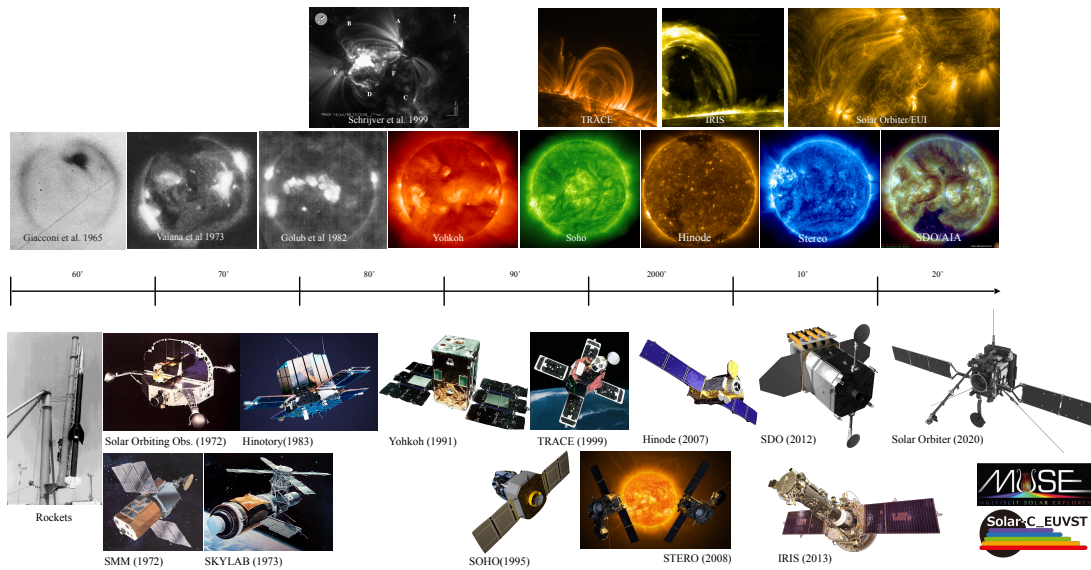 B
A
E
F
D
C
Schrijver et al. 1999
TRACE
IRIS
Solar Orbiter/EUI
Giacconi et al. 1965
Vaiana et al 1973
Golub et al 1982
Yohkoh
Soho
Hinode
Stereo
SDO/AIA
60'
70'
80'
90'
2000'
10'
20'
Solar Orbiting Obs. (1972)
Hinotory(1983)
Yohkoh (1991)
TRACE (1999)
Hinode (2007)
SDO (2012)
Solar Orbiter (2020)
Rockets
MUSE
MULTISLIT SOLAR EXPLORER
Solar-C_EUVST
SMM (1972)
SKYLAB (1973)
SOHO(1995)
STERO (2008)
IRIS (2013)